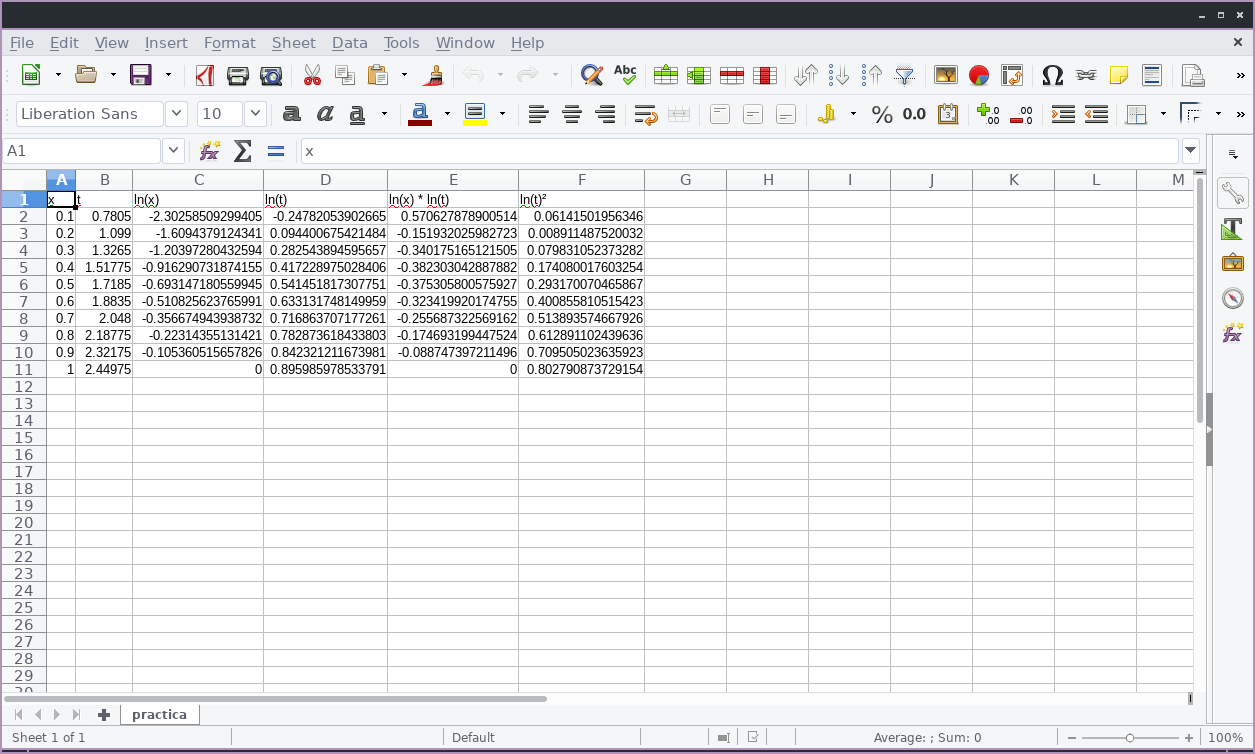 File Edit View Insert Format Sheet Data Tools Window Help
Abc
Liberation Sans 10 a a a a % 0.0
A1 x
A B C D E F G H I J K L M
1 x t ln(x) ln(t) ln(x) * ln(t) ln(t)²
2 0.1 0.7805 -2.30258509299405 -0.24782053902665 0.570627878900514 0.06141501956346
3 0.2 1.099 -1.6094379124341 0.094400675421484 -0.151932025982723 0.008911487520032
4 0.3 1.3265 -1.20397280432594 0.282543894595657 -0.340175165121505 0.079831052373282
5 0.4 1.51775 -0.916290731874155 0.417228975028406 -0.382303042887882 0.174080017603254
6 0.5 1.7185 -0.693147180559945 0.541451817307751 -0.375305800575927 0.293170070465867
7 0.6 1.8835 -0.510825623765991 0.633131748149959 -0.323419920174755 0.400855810515423
8 0.7 2.048 -0.356674943938732 0.716863707177261 -0.255687322569162 0.513893574667926
9 0.8 2.18775 -0.22314355131421 0.782873618433803 -0.174693199447524 0.612891102439636
10 0.9 2.32175 -0.105360515657826 0.842321211673981 -0.088747397211496 0.709505023635923
11 1 2.44975 0 0.895985978533791 0 0.802790873729154
12
13
14
15
16
17
18
19
20
21
22
23
24
25
26
27
28
29
30
practica
Sheet 1 of 1 Default Average: ; Sum: 0 100%